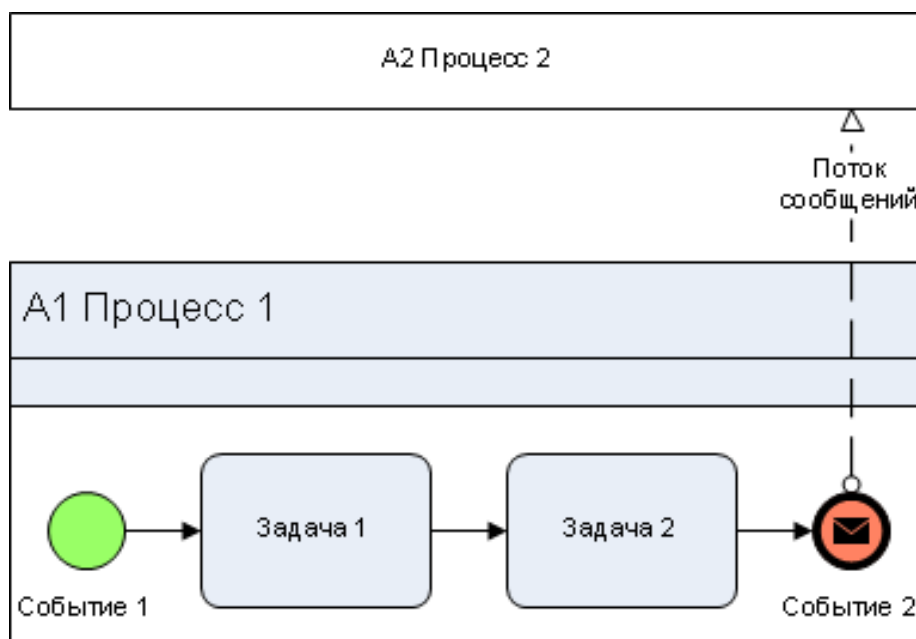 А2 Процесс 2
Поток
сообщений
А1 Процесс 1
Задача 1
Задача 2
Событие 1
Событие 2